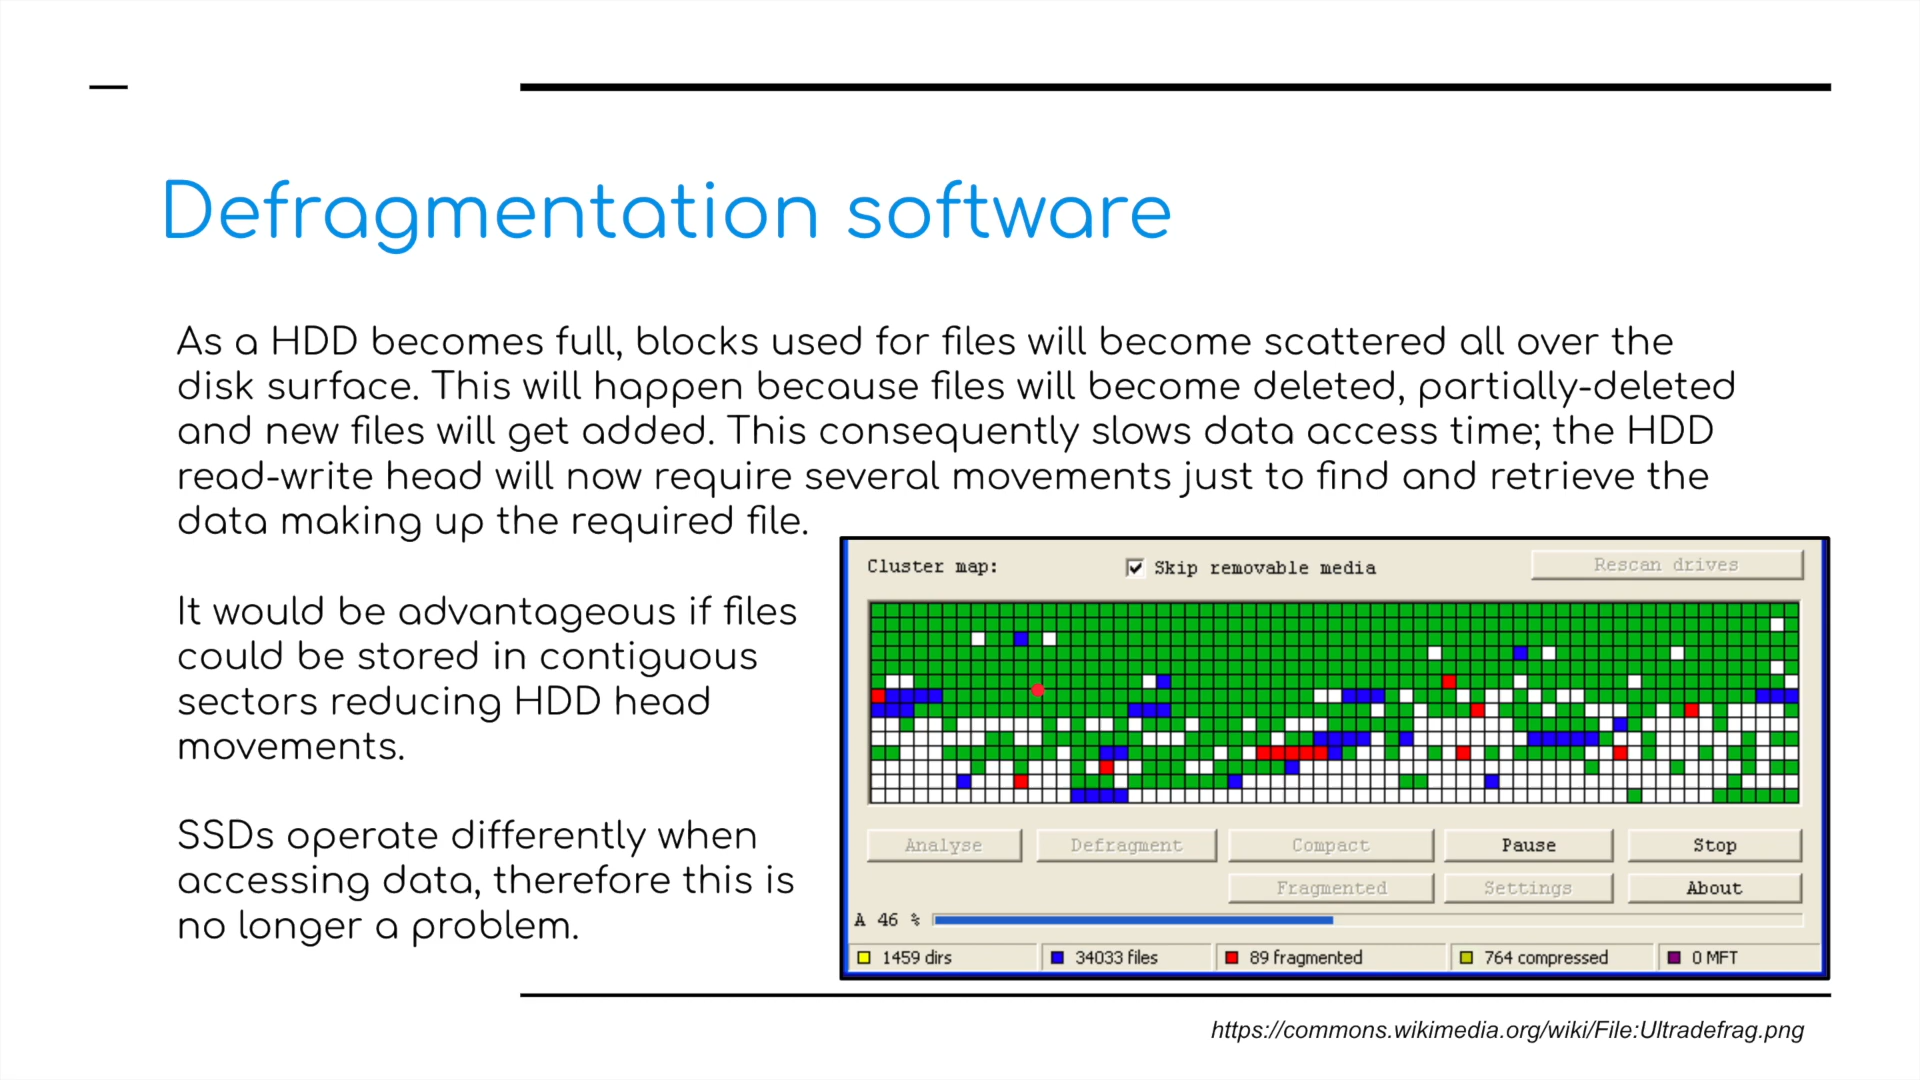 Defragmentation software
As a HDD becomes full, blocks used for files will become scattered all over the
disk surface. This will happen because files will become deleted, partially-deleted
and new files will get added. This consequently slows data access time; the HDD
read-write head will now require several movements just to find and retrieve the
data making up the required file.
It would be advantageous if files
could be stored in contiguous
sectors reducing HDD head
movements.
SSDs operate differently when
accessing data, therefore this is
no longer a problem.
Cluster map: Skip removable media Rescan drives
Analyse Defragment Compact Pause Stop
Fragmented Settings About
A 46 %
1459 dirs 34033 files 89 fragmented 764 compressed 0 MFT
https://commons.wikimedia.org/wiki/File:Ultradefrag.png